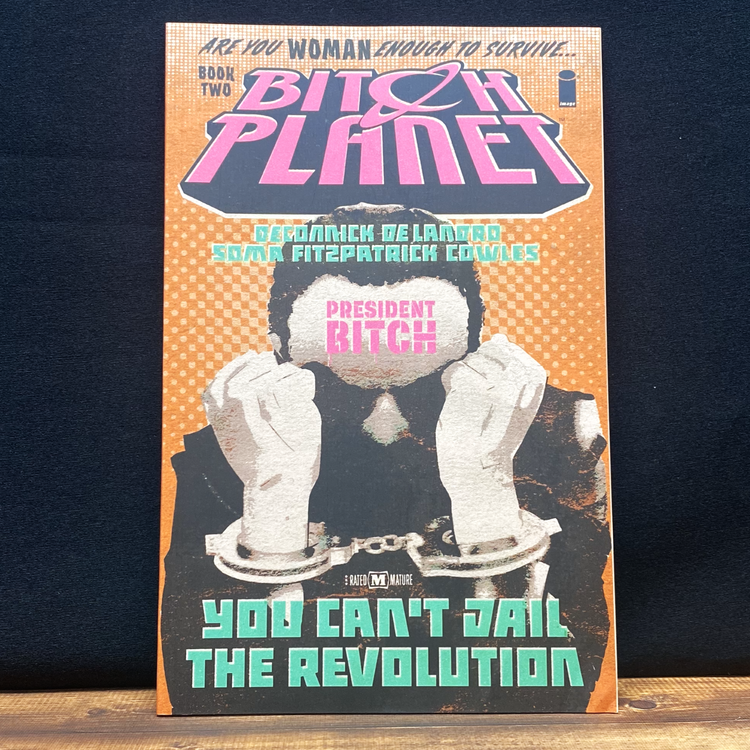 ARE YOU WOMAN ENOUGH TO SURVIVE...
BOOK
TWO
BITCH
PLANET
image
DECONNICK DE LANDRO
SOMA FITZPATRICK COWLES
PRESIDENT
BITCH
RATED M MATURE
YOU CAN'T JAIL
THE REVOLUTION